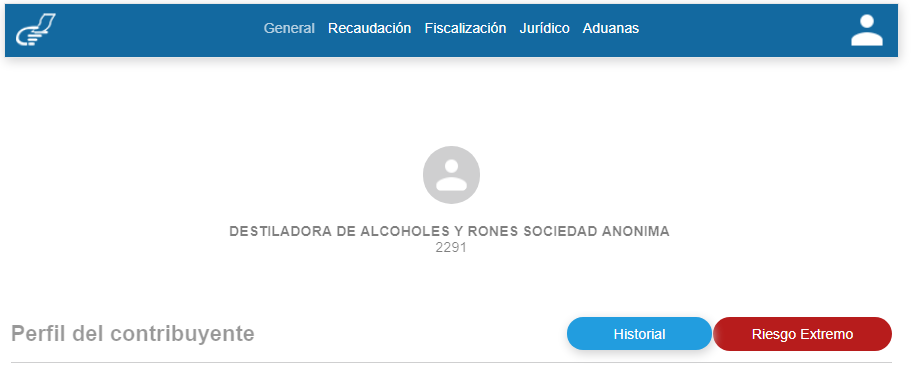 General Recaudación Fiscalización Jurídico Aduanas
DESTILADORA DE ALCOHOLES Y RONES SOCIEDAD ANONIMA
2291
Perfil del contribuyente Historial Riesgo Extremo